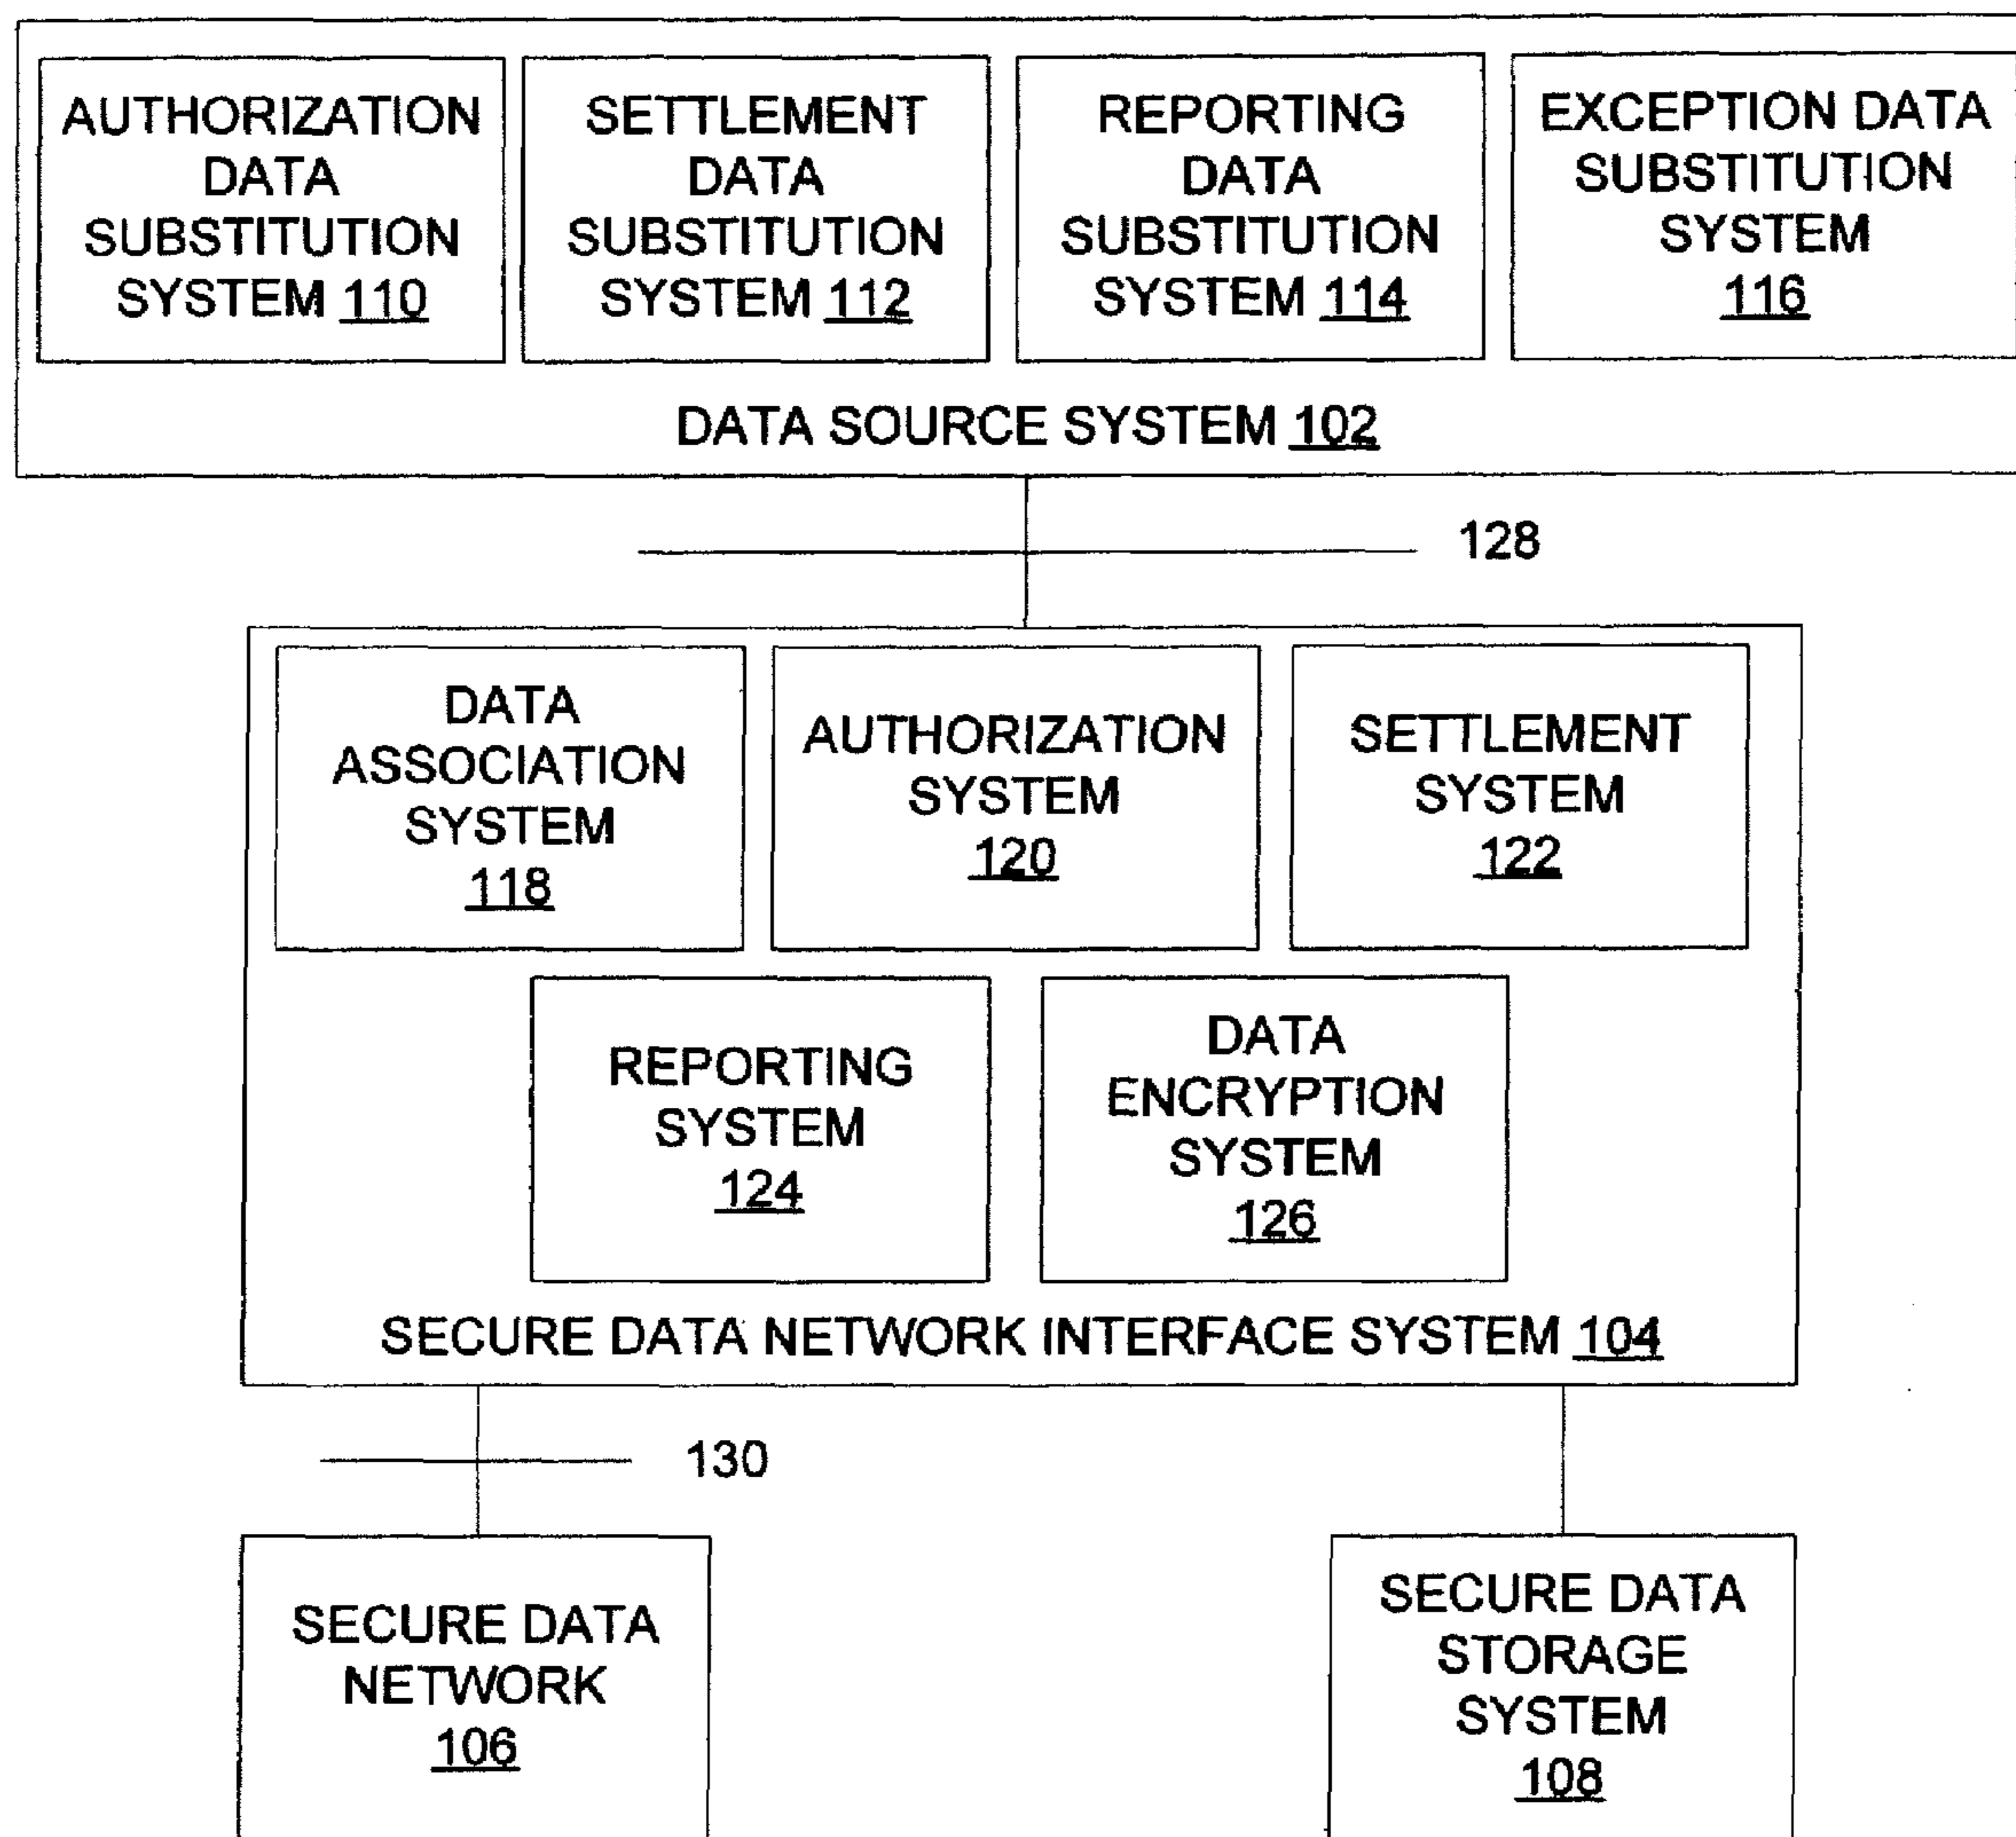 AUTHORIZATION
DATA
SUBSTITUTION
SYSTEM 110
SETTLEMENT
DATA
SUBSTITUTION
SYSTEM 112
REPORTING
DATA
SUBSTITUTION
SYSTEM 114
EXCEPTION DATA
SUBSTITUTION
SYSTEM
116
DATA SOURCE SYSTEM 102
128
DATA
ASSOCIATION
SYSTEM
118
AUTHORIZATION
SYSTEM
120
SETTLEMENT
SYSTEM
122
REPORTING
SYSTEM
124
DATA
ENCRYPTION
SYSTEM
126
SECURE DATA NETWORK INTERFACE SYSTEM 104
130
SECURE DATA
NETWORK
106
SECURE DATA
STORAGE
SYSTEM
108